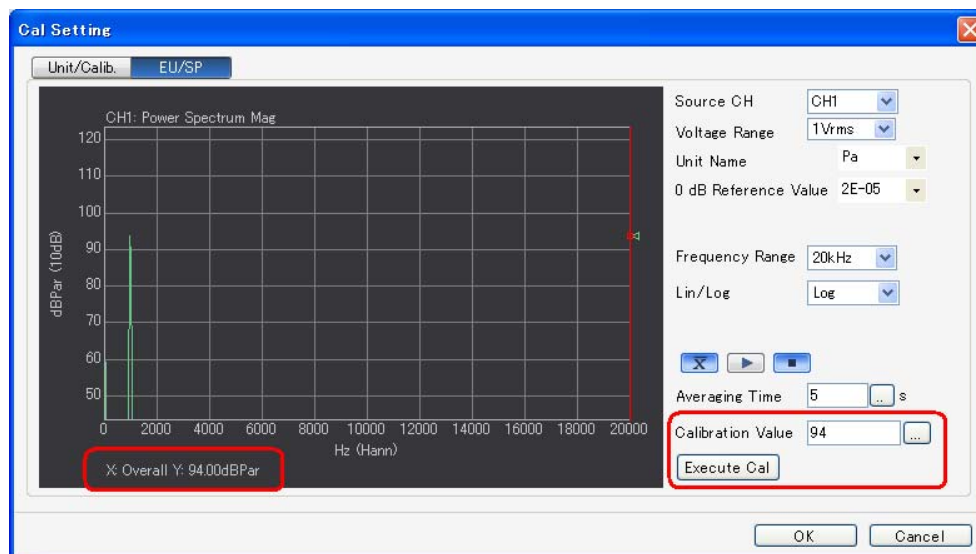 Cal Setting
Unit/Calib.
EU/SP
CH1: Power Spectrum Mag
120
110
100
90
80
70
60
50
dBPar (10dB)
0 2000 4000 6000 8000 10000 12000 14000 16000 18000 20000
Hz (Hann)
X: Overall Y: 94.00dBPar
Source CH CH1
Voltage Range 1Vrms
Unit Name Pa
0 dB Reference Value 2E-05
Frequency Range 20kHz
Lin/Log Log
X
Averaging Time 5 .. s
Calibration Value 94 ...
Execute Cal
OK Cancel